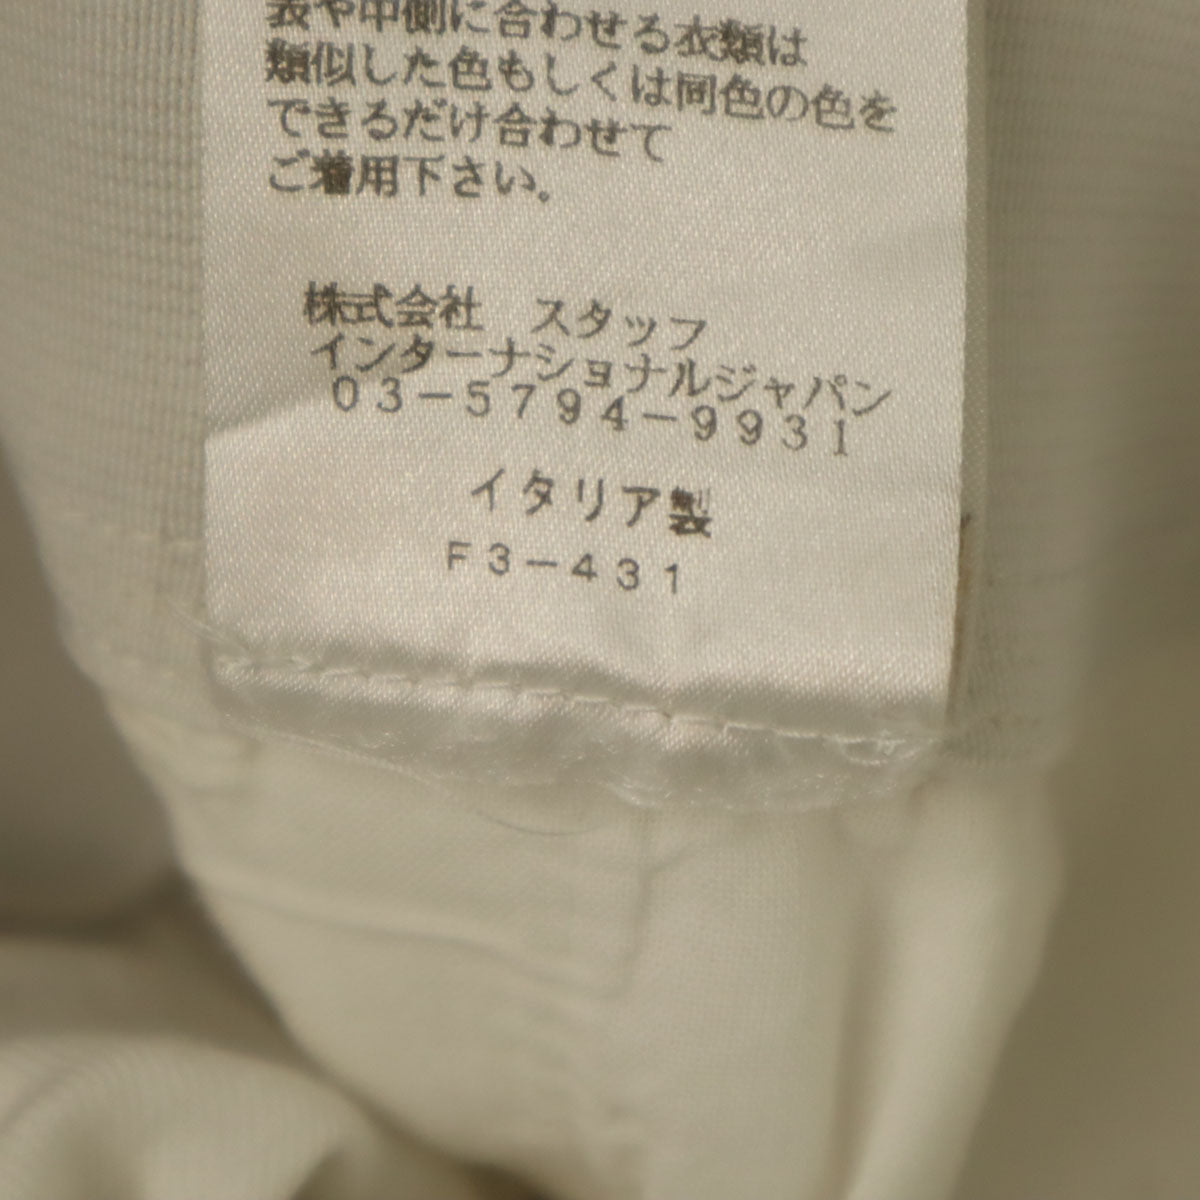 表や中側に合わせる衣類は
類似した色もしくは同色の色を
できるだけ合わせて
ご着用下さい。
株式会社　スタッフ
インターナショナルジャパン
03-5794-9931
イタリア製
F3-431